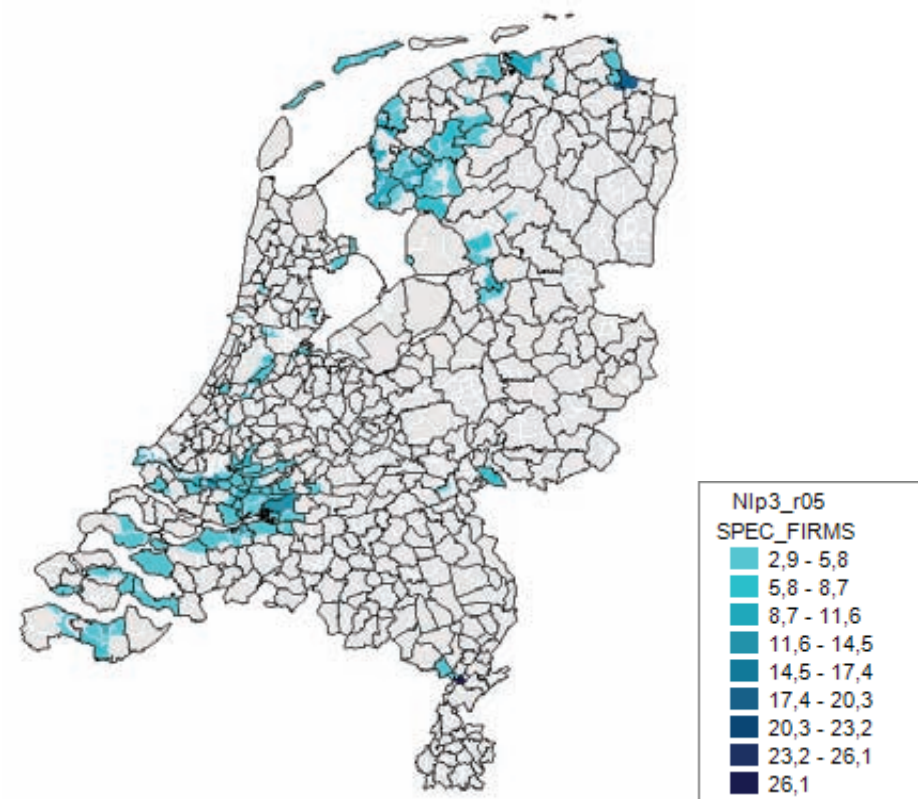 Nlp3_r05
SPEC_FIRMS
2,9 - 5,8
5,8 - 8,7
8,7 - 11,6
11,6 - 14,5
14,5 - 17,4
17,4 - 20,3
20,3 - 23,2
23,2 - 26,1
26,1